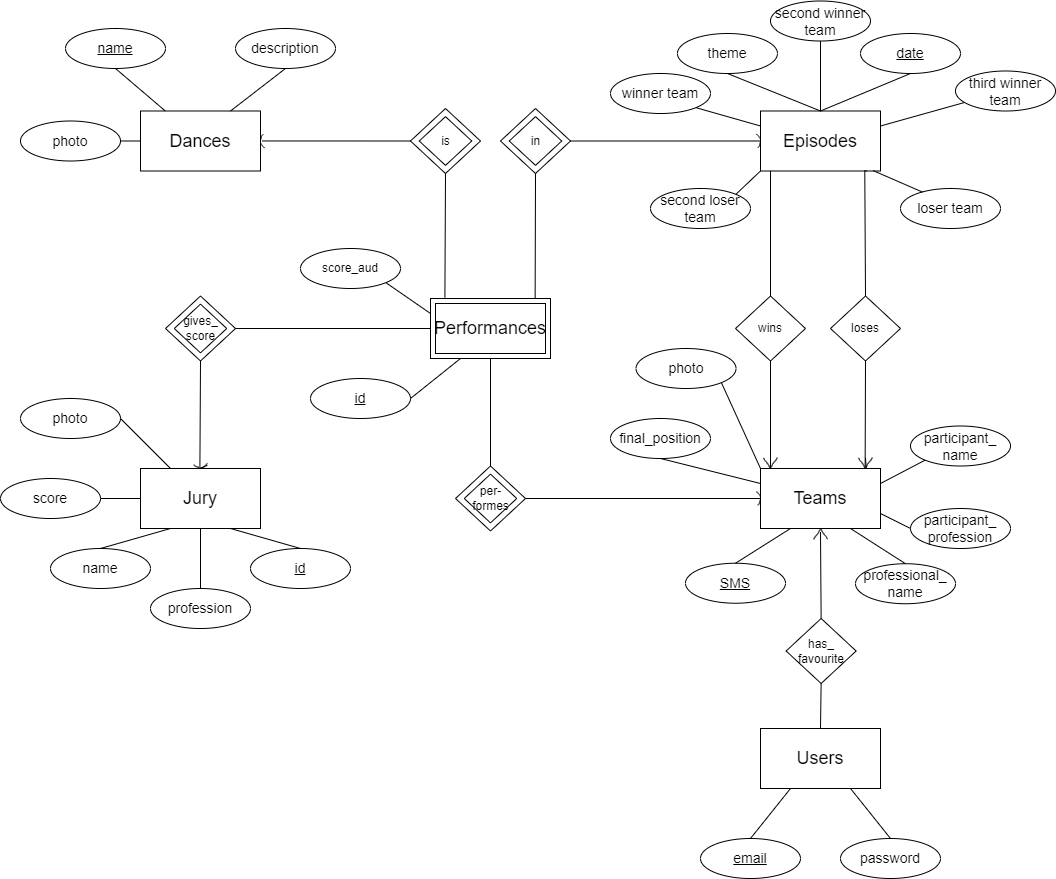 second winner
team
name
description
theme
date
winner team
third winner
team
photo
Dances
is
in
Episodes
second loser
team
loser team
score_aud
gives_
score
Performances
wins
loses
photo
id
photo
final_position
participant_
name
score
Jury
per-
formes
Teams
participant_
profession
name
id
SMS
professional_
name
profession
has_
favourite
Users
email
password